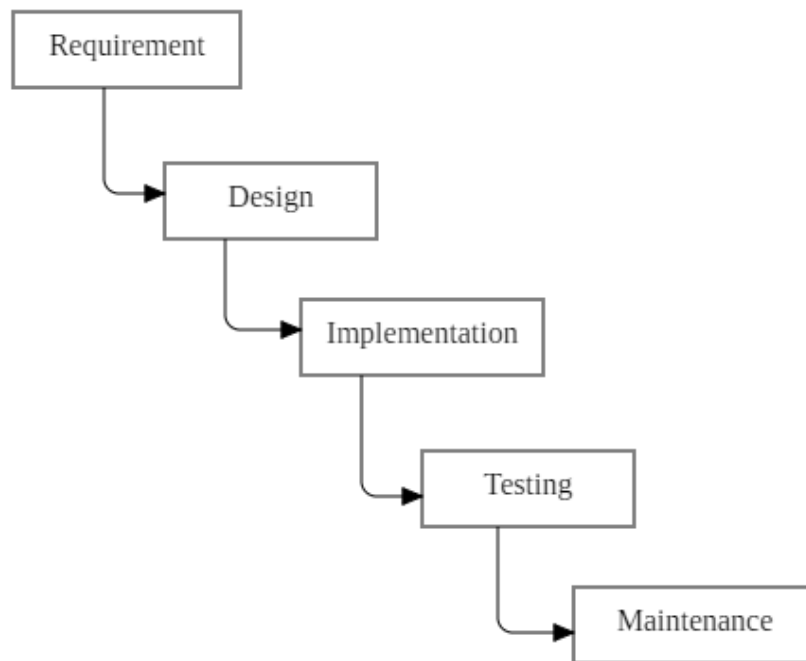 Requirement
Design
Implementation
Testing
Maintenance